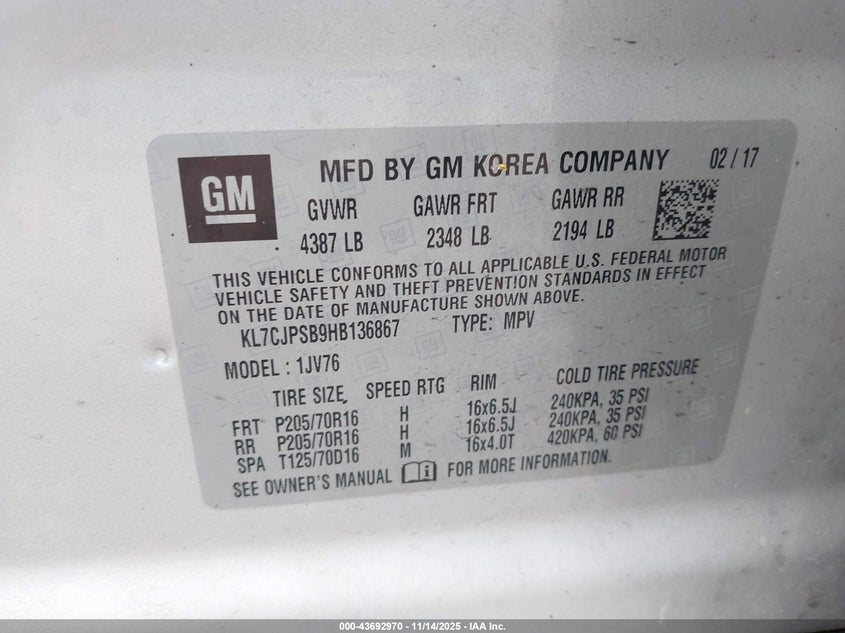 GM
MFD BY GM KOREA COMPANY 02/17
GVWR GAWR FRT GAWR RR
4387 LB 2348 LB 2194 LB
THIS VEHICLE CONFORMS TO ALL APPLICABLE U.S. FEDERAL MOTOR
VEHICLE SAFETY AND THEFT PREVENTION STANDARDS IN EFFECT
ON THE DATE OF MANUFACTURE SHOWN ABOVE.
KL7CJPSB9HB136867 TYPE: MPV
MODEL: 1JV76
TIRE SIZE SPEED RTG RIM COLD TIRE PRESSURE
FRT P205/70R16 H 16x6.5J 240KPA, 35 PSI
RR P205/70R16 H 16x6.5J 240KPA, 35 PSI
SPA T125/70D16 M 16x4.0T 420KPA, 60 PSI
SEE OWNER'S MANUAL FOR MORE INFORMATION.
000-43692970 - 11/14/2025 - IAA Inc.